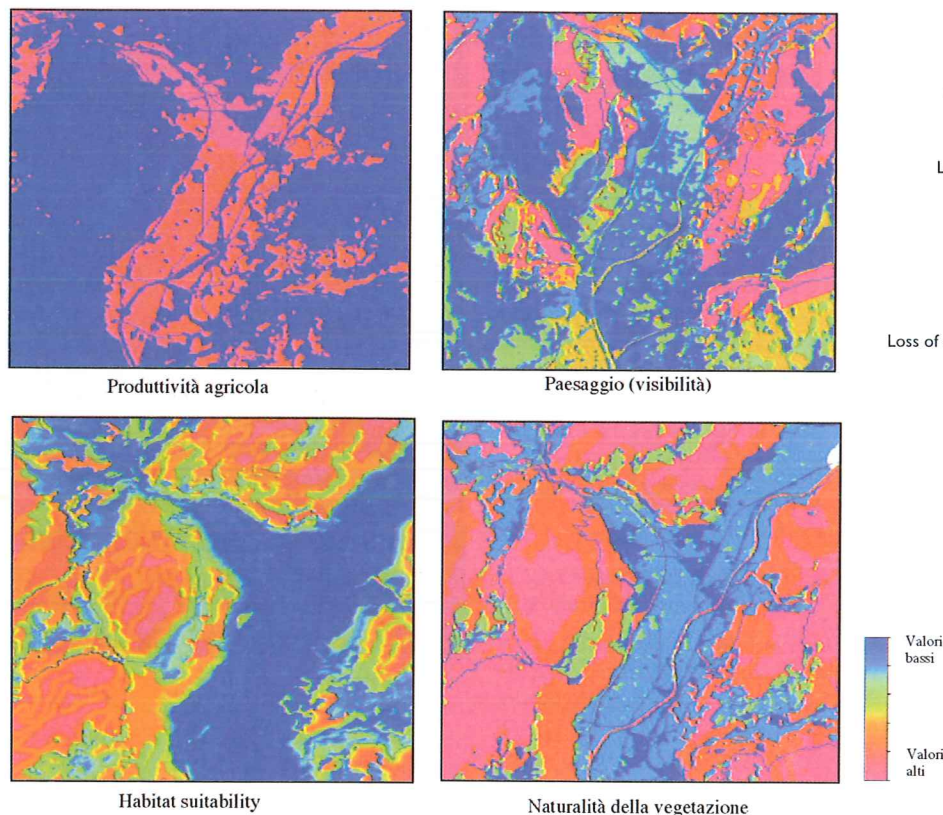 L
Loss of
Produttività agricola
Paesaggio (visibilità)
Valori
bassi
Valori
alti
Habitat suitability
Naturalità della vegetazione